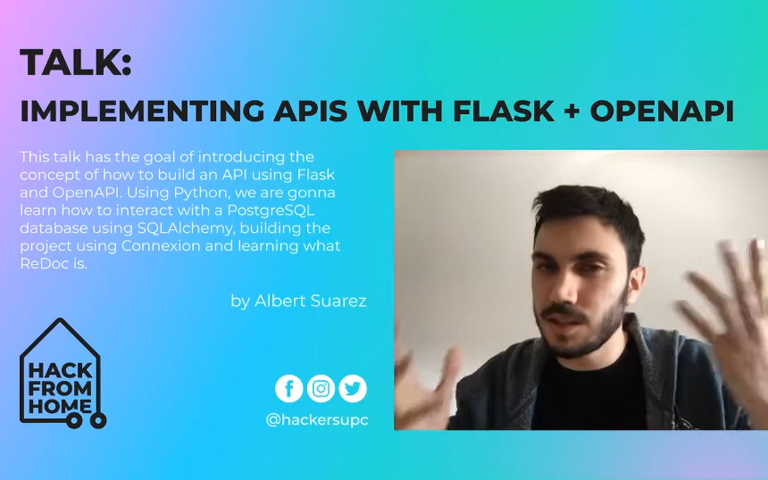 TALK:
IMPLEMENTING APIS WITH FLASK + OPENAPI
This talk has the goal of introducing the
concept of how to build an API using Flask
and OpenAPI. Using Python, we are gonna
learn how to interact with a PostgreSQL
database using SQLAlchemy, building the
project using Connexion and learning what
ReDoc is.
by Albert Suarez
HACK
FROM
HOME
@hackersupc